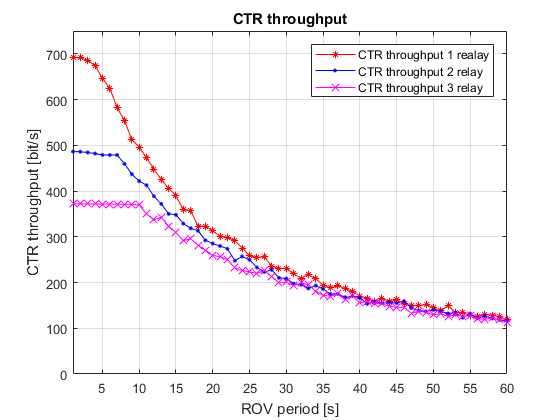 CTR throughput
CTR throughput 1 realay
CTR throughput 2 relay
CTR throughput 3 relay
CTR throughput [bit/s]
700
600
500
400
300
200
100
0
5 10 15 20 25 30 35 40 45 50 55 60
ROV period [s]